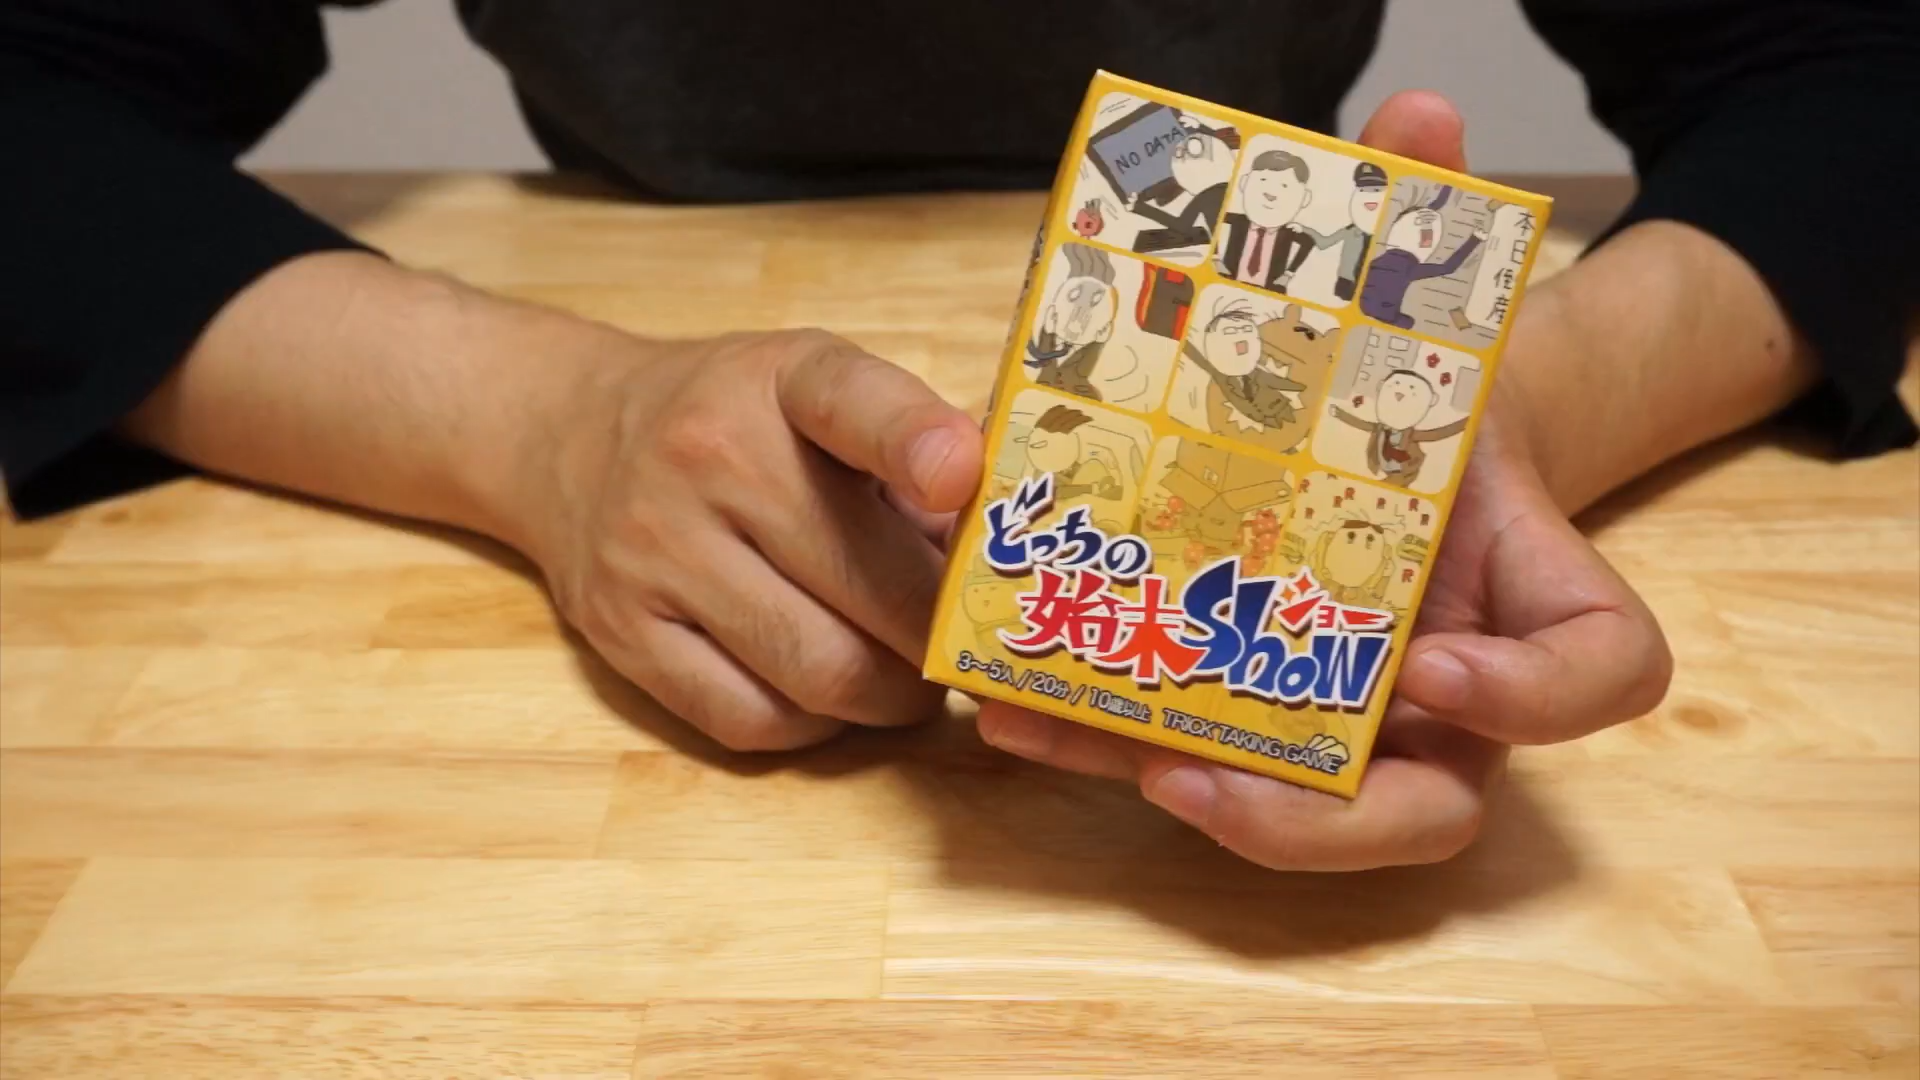 NO DATA
本日倒産
どっちの
始末Showショー
3〜5人 / 20分 / 10歳以上 TRICK TAKING GAME